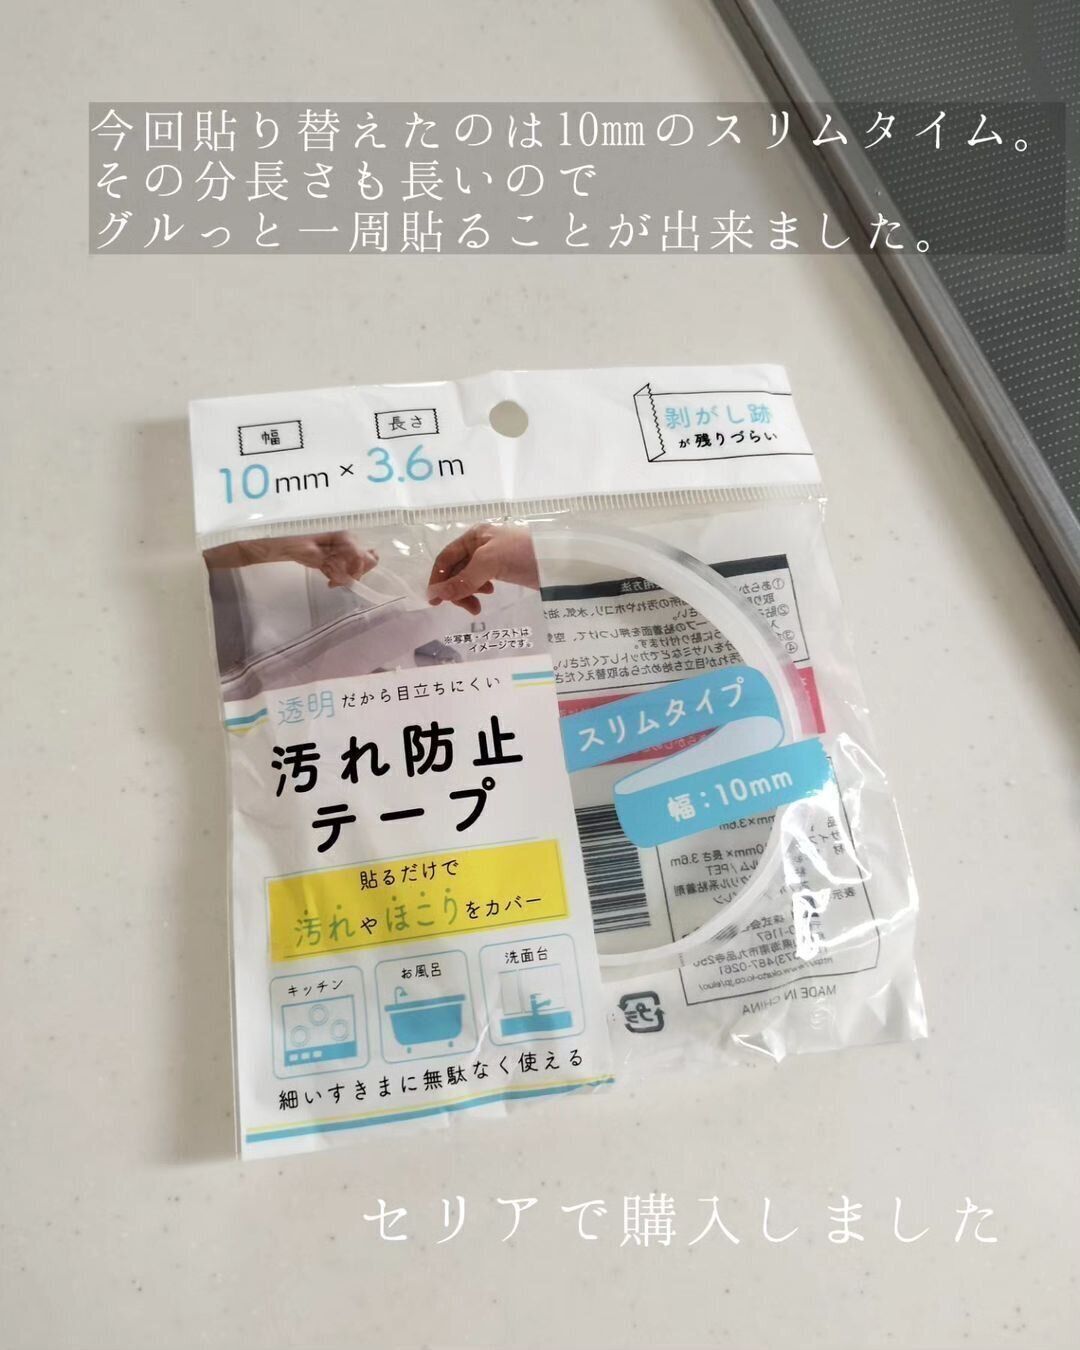 今回貼り替えたのは10mmのスリムタイム。
その分長さも長いので
グルっと一周貼ることが出来ました。
幅 長さ
10mm×3.6m
剥がし跡
が残りづらい
※写真・イラストは
イメージです。
透明だから目立ちにくい
汚れ防止
テープ
貼るだけで
汚れやほこりをカバー
キッチン お風呂 洗面台
細いすきまに無駄なく使える
スリムタイプ
幅:10mm
プラ
MADE IN CHINA
セリアで購入しました